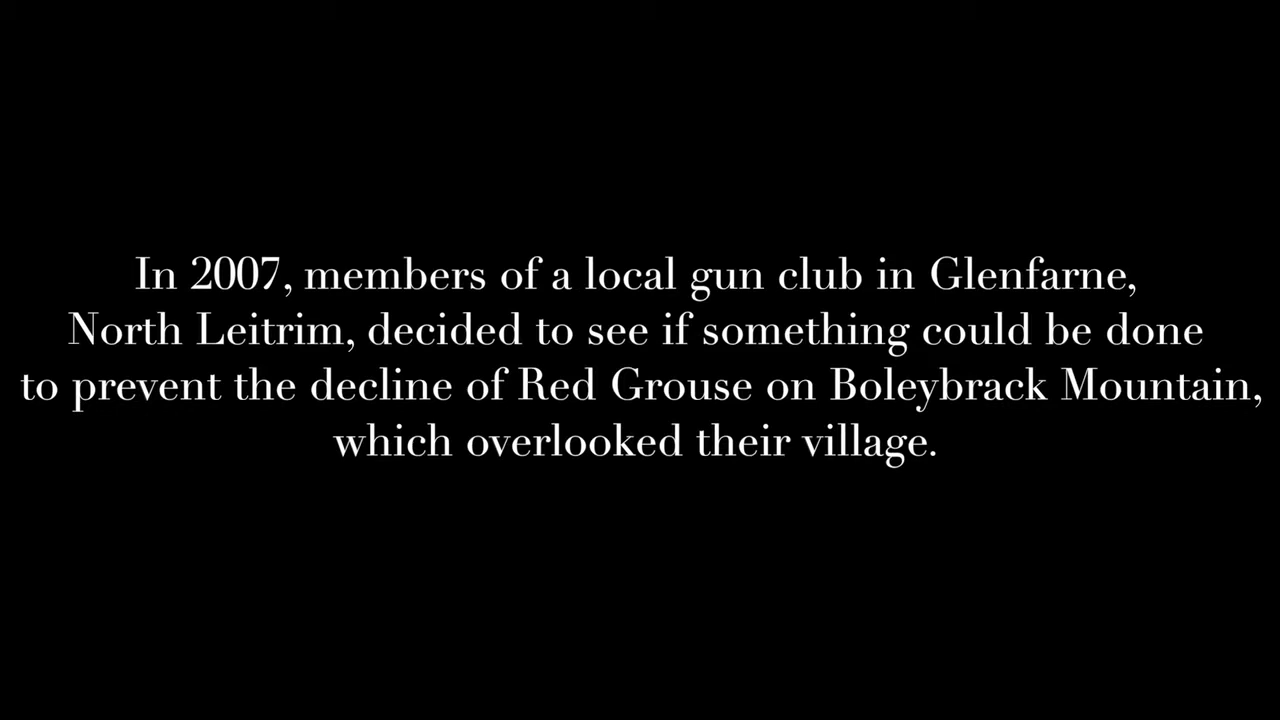 In 2007, members of a local gun club in Glenfarne,
North Leitrim, decided to see if something could be done
to prevent the decline of Red Grouse on Boleybrack Mountain,
which overlooked their village.